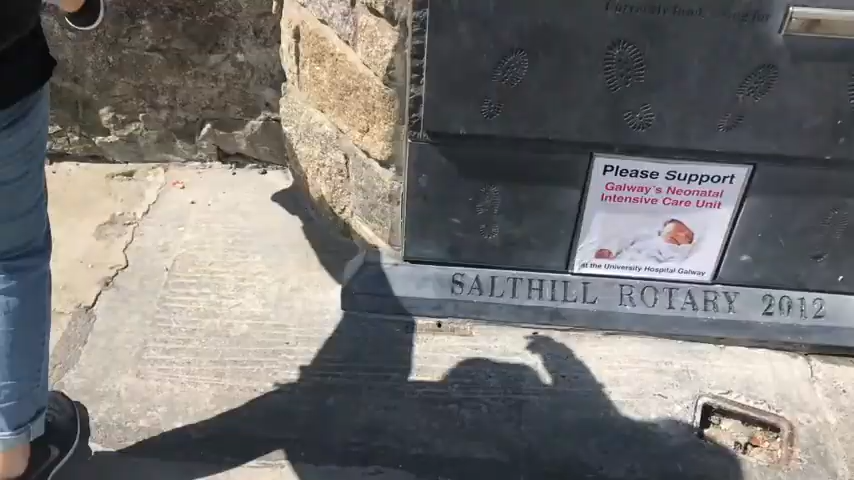 Please Support
Galway's Neonatal
Intensive Care Unit
at the University Hospital Galway
SALTHILL ROTARY 2012